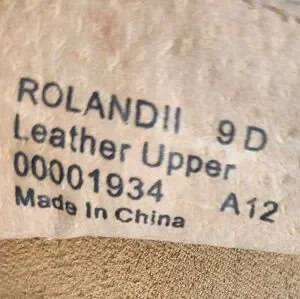 ROLANDII 9 D
Leather Upper
00001934 A12
Made In China